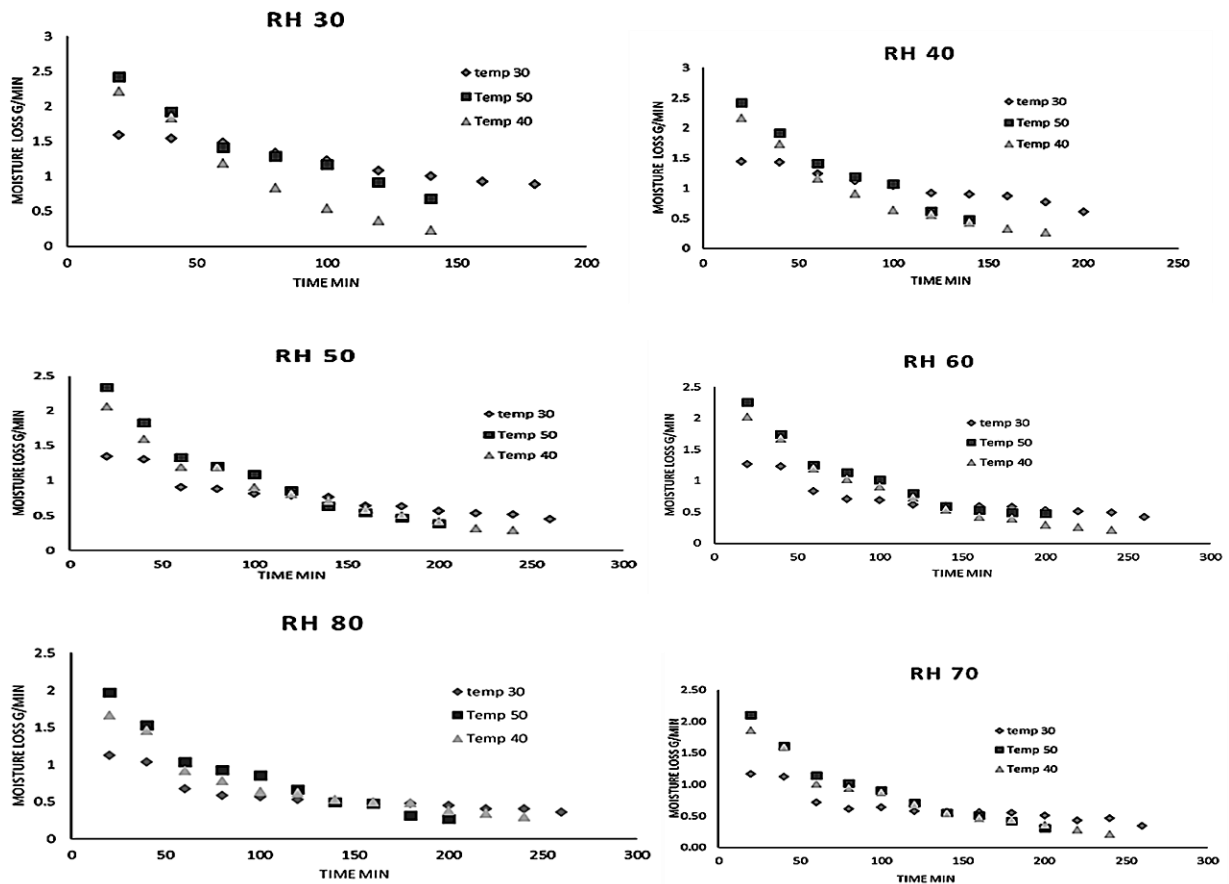 RH 30
3
2.5
2
1.5
1
0.5
0
MOISTURE LOSS G/MIN
temp 30
Temp 50
Temp 40
0 50 100 150 200
TIME MIN
RH 40
3
2.5
2
1.5
1
0.5
0
MOISTURE LOSS G/MIN
temp 30
Temp 50
Temp 40
0 50 100 150 200 250
TIME MIN
RH 50
2.5
2
1.5
1
0.5
0
MOISTURE LOSS G/MIN
temp 30
Temp 50
Temp 40
0 50 100 150 200 250 300
TIME MIN
RH 60
2.5
2
1.5
1
0.5
0
MOISTURE LOSS G/MIN
temp 30
Temp 50
Temp 40
0 50 100 150 200 250 300
TIME MIN
RH 80
2.5
2
1.5
1
0.5
0
MOISTURE LOSS G/MIN
temp 30
Temp 50
Temp 40
0 50 100 150 200 250 300
TIME MIN
RH 70
2.50
2.00
1.50
1.00
0.50
0.00
MOISTURE LOSS G/MIN
temp 30
Temp 50
Temp 40
0 50 100 150 200 250 300
TIME MIN